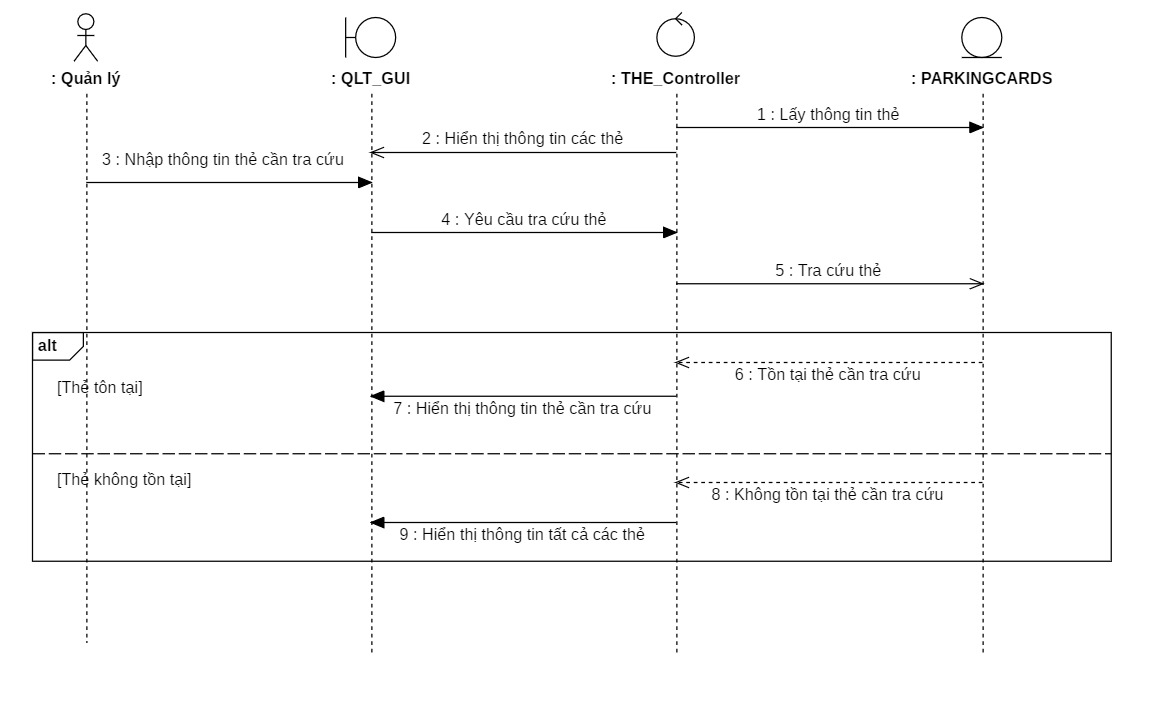 : Quản lý
: QLT_GUI
: THE_Controller
: PARKINGCARDS
1 : Lấy thông tin thẻ
2 : Hiển thị thông tin các thẻ
3 : Nhập thông tin thẻ cần tra cứu
4 : Yêu cầu tra cứu thẻ
5 : Tra cứu thẻ
alt
6 : Tồn tại thẻ cần tra cứu
[Thẻ tôn tại]
7 : Hiển thị thông tin thẻ cần tra cứu
[Thẻ không tồn tại]
8 : Không tồn tại thẻ cần tra cứu
9 : Hiển thị thông tin tất cả các thẻ